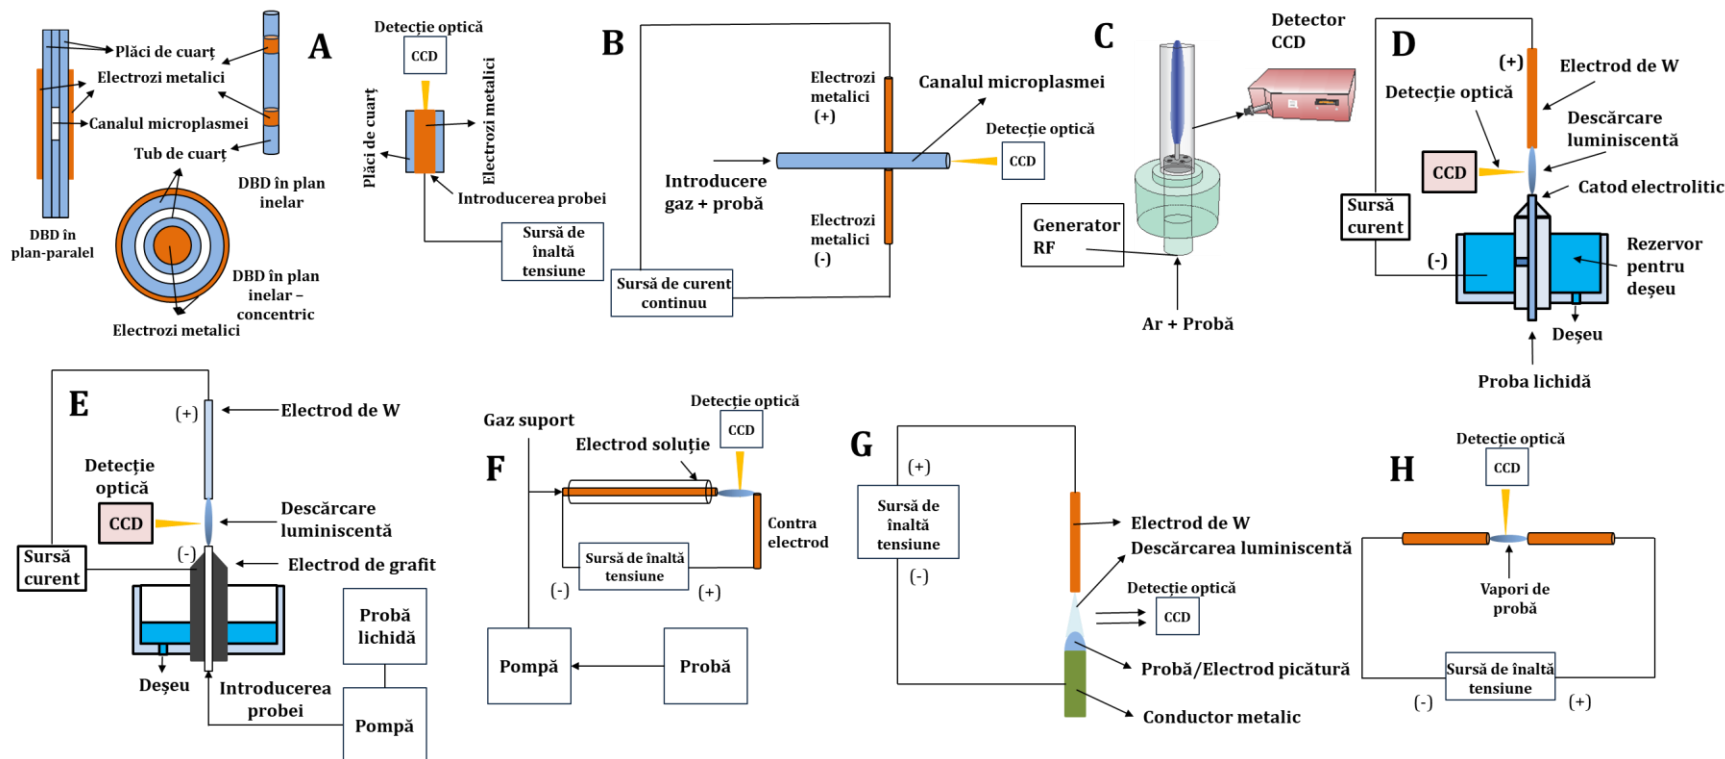 A
Plăci de cuarț
Electrozi metalici
Canalul microplasmei
Tub de cuarț
DBD în plan
inelar
DBD în
plan-paralel
DBD în plan
inelar –
concentric
Electrozi metalici
Detecție optică
CCD
Plăci de cuarț
Electrozi metalici
Introducerea probei
Sursă de
înaltă
tensiune
B
Electrozi
metalici
(+)
Canalul microplasmei
Detecție optică
CCD
Introducere
gaz + probă
Electrozi
metalici
(-)
Sursă de curent
continuu
C
Detector
CCD
Generator
RF
Ar + Probă
D
(+)
Electrod de W
Detecție optică
Descărcare
luminiscentă
CCD
Catod electrolitic
Sursă
curent
(-)
Rezervor
pentru
deșeu
Deșeu
Proba lichidă
E
(+)
Electrod de W
Detecție
optică
CCD
Descărcare
luminiscentă
Sursă
curent
(-)
Electrod de grafit
Deșeu
Introducerea
probei
Probă
lichidă
Pompă
F
Gaz suport
Electrod soluție
Detecție optică
CCD
Contra
electrod
Sursă de înaltă
tensiune
(-)
(+)
Pompă
Probă
G
(+)
Sursă de
înaltă
tensiune
(-)
Electrod de W
Descărcarea luminiscentă
Detecție optică
CCD
Probă/Electrod picătură
Conductor metalic
H
Detecție optică
CCD
Vapori de
probă
Sursă de înaltă
tensiune
(-)
(+)